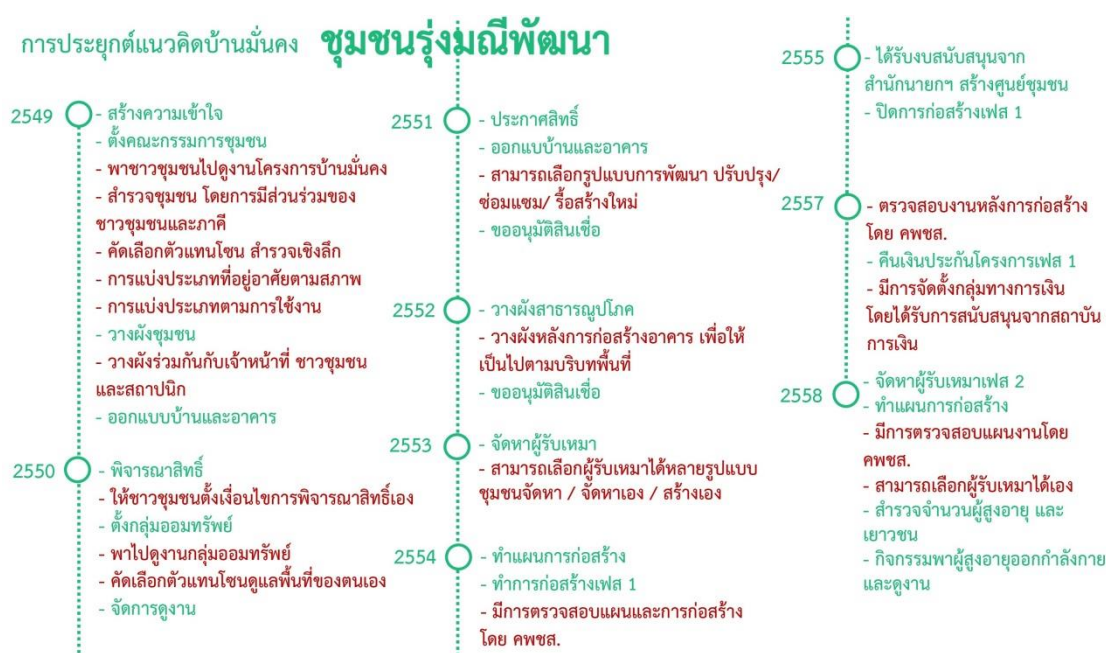 การประยุกต์แนวคิดบ้านมั่นคง ชุมชนรุ่งมณีพัฒนา
2549
- สร้างความเข้าใจ
- ตั้งคณะกรรมการชุมชน
- พาชาวชุมชนไปดูงานโครงการบ้านมั่นคง
- สำรวจชุมชน โดยการมีส่วนร่วมของ
ชาวชุมชนและภาคี
- คัดเลือกตัวแทนโซน สำรวจเชิงลึก
- การแบ่งประเภทที่อยู่อาศัยตามสภาพ
- การแบ่งประเภทตามการใช้งาน
- วางผังชุมชน
- วางผังร่วมกันกับเจ้าหน้าที่ ชาวชุมชน
และสถาปนิก
- ออกแบบบ้านและอาคาร
2550
- พิจารณาสิทธิ์
- ให้ชาวชุมชนตั้งเงื่อนไขการพิจารณาสิทธิ์เอง
- ตั้งกลุ่มออมทรัพย์
- พาไปดูงานกลุ่มออมทรัพย์
- คัดเลือกตัวแทนโซนดูแลพื้นที่ของตนเอง
- จัดการดูงาน
2551
- ประกาศสิทธิ์
- ออกแบบบ้านและอาคาร
- สามารถเลือกรูปแบบการพัฒนา ปรับปรุง/
ซ่อมแซม/ รื้อสร้างใหม่
- ขออนุมัติสินเชื่อ
2552
- วางผังสาธารณูปโภค
- วางผังหลังการก่อสร้างอาคาร เพื่อให้
เป็นไปตามบริบทพื้นที่
- ขออนุมัติสินเชื่อ
2553
- จัดหาผู้รับเหมา
- สามารถเลือกผู้รับเหมาได้หลายรูปแบบ
ชุมชนจัดหา / จัดหาเอง / สร้างเอง
2554
- ทำแผนการก่อสร้าง
- ทำการก่อสร้างเฟส 1
- มีการตรวจสอบแผนและการก่อสร้าง
โดย คพชส.
2555
- ได้รับงบสนับสนุนจาก
สำนักนายกฯ สร้างศูนย์ชุมชน
- ปิดการก่อสร้างเฟส 1
2557
- ตรวจสอบงานหลังการก่อสร้าง
โดย คพชส.
- คืนเงินประกันโครงการเฟส 1
- มีการจัดตั้งกลุ่มทางการเงิน
โดยได้รับการสนับสนุนจากสถาบัน
การเงิน
2558
- จัดหาผู้รับเหมาเฟส 2
- ทำแผนการก่อสร้าง
- มีการตรวจสอบแผนงานโดย
คพชส.
- สามารถเลือกผู้รับเหมาได้เอง
- สำรวจจำนวนผู้สูงอายุ และ
เยาวชน
- กิจกรรมพาผู้สูงอายุออกกำลังกาย
และดูงาน